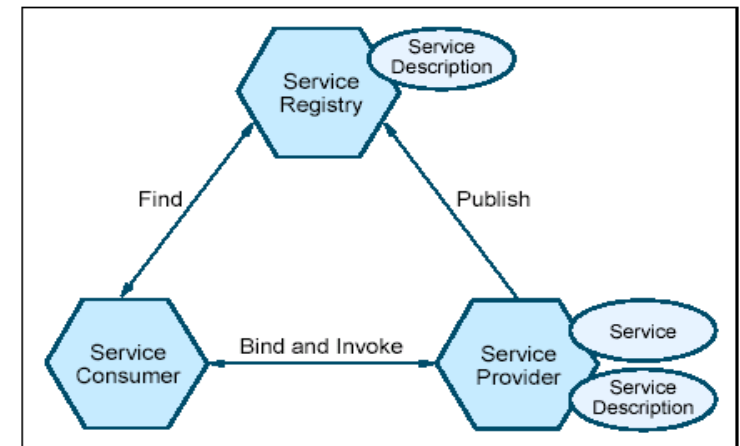 Service
Description
Service
Registry
Find
Publish
Bind and Invoke
Service
Consumer
Service
Provider
Service
Service
Description